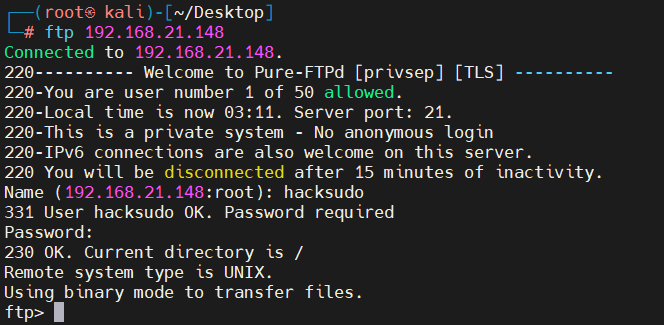 ┌──(root㉿ kali)-[~/Desktop]
└─# ftp 192.168.21.148
Connected to 192.168.21.148.
220---------- Welcome to Pure-FTPd [privsep] [TLS] ----------
220-You are user number 1 of 50 allowed.
220-Local time is now 03:11. Server port: 21.
220-This is a private system - No anonymous login
220-IPv6 connections are also welcome on this server.
220 You will be disconnected after 15 minutes of inactivity.
Name (192.168.21.148:root): hacksudo
331 User hacksudo OK. Password required
Password:
230 OK. Current directory is /
Remote system type is UNIX.
Using binary mode to transfer files.
ftp>